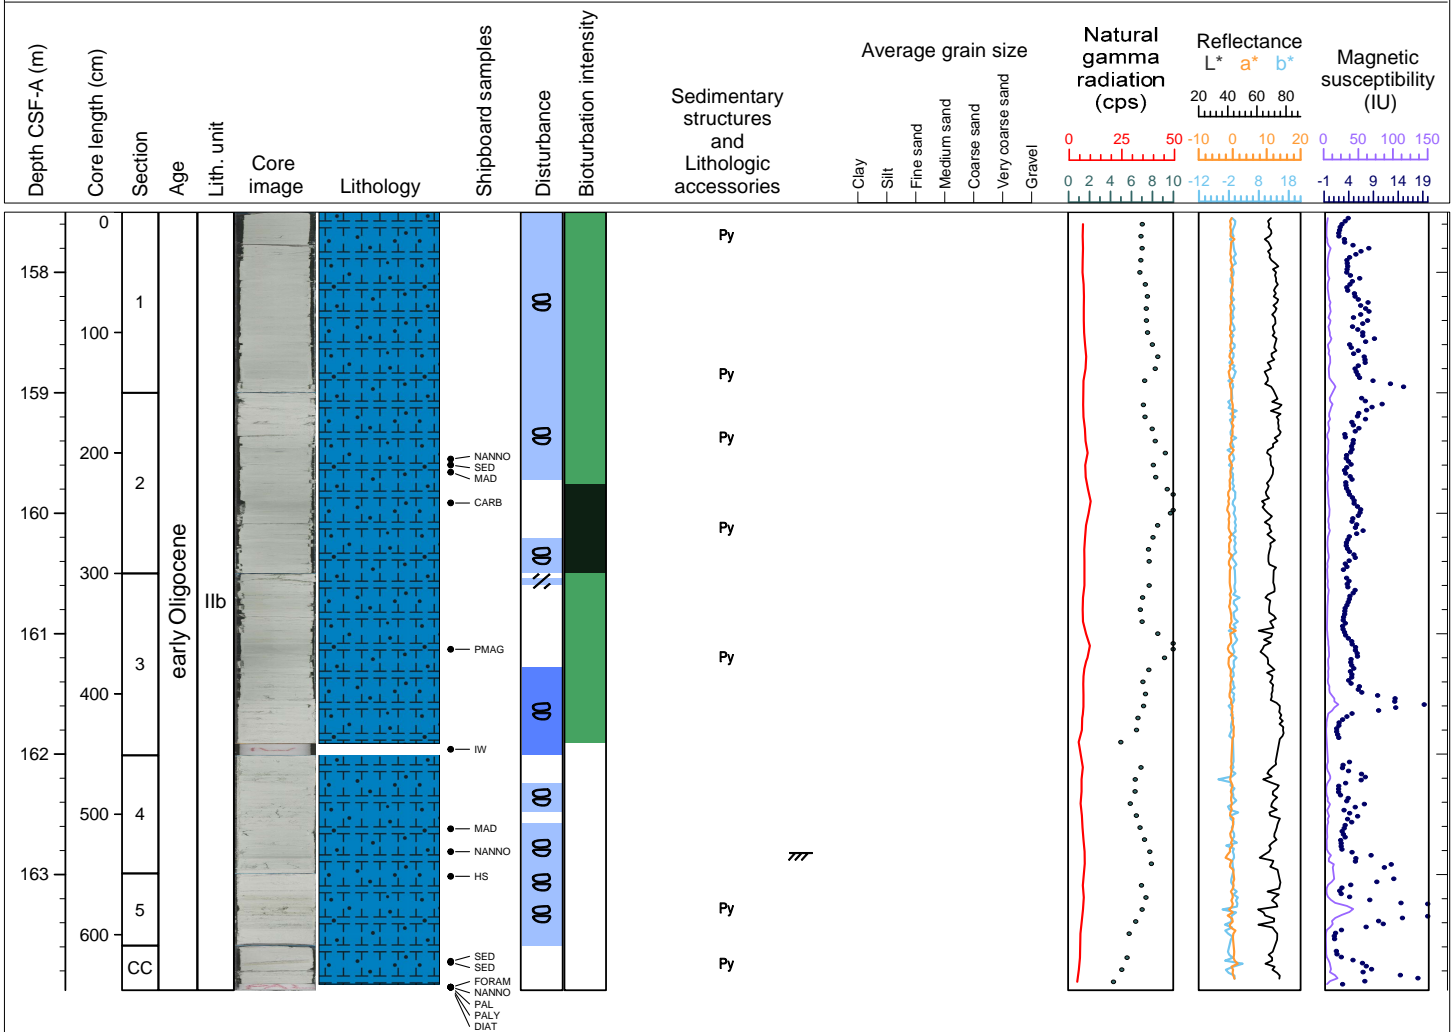 Depth CSF-A (m)
Core length (cm)
Section
Age
Lith. unit
Core
image
Lithology
Shipboard samples
Disturbance
Bioturbation intensity
Sedimentary
structures
and
Lithologic
accessories
Average grain size
Clay
Silt
Fine sand
Medium sand
Coarse sand
Very coarse sand
Gravel
Natural
gamma
radiation
(cps)
0 25 50
0 2 4 6 8 10
Reflectance
L* a* b*
20 40 60 80
-10 0 10 20
-12 -2 8 18
Magnetic
susceptibility
(IU)
0 50 100 150
-1 4 9 14 19
0
Py
158
1
100
Py
159
Py
200
NANNO
SED
MAD
2
CARB
160
Py
300
early Oligocene
IIb
161
3
PMAG
Py
400
162
IW
4
500
MAD
NANNO
163
HS
5
Py
600
SED
SED
CC
Py
FORAM
NANNO
PAL
PALY
DIAT